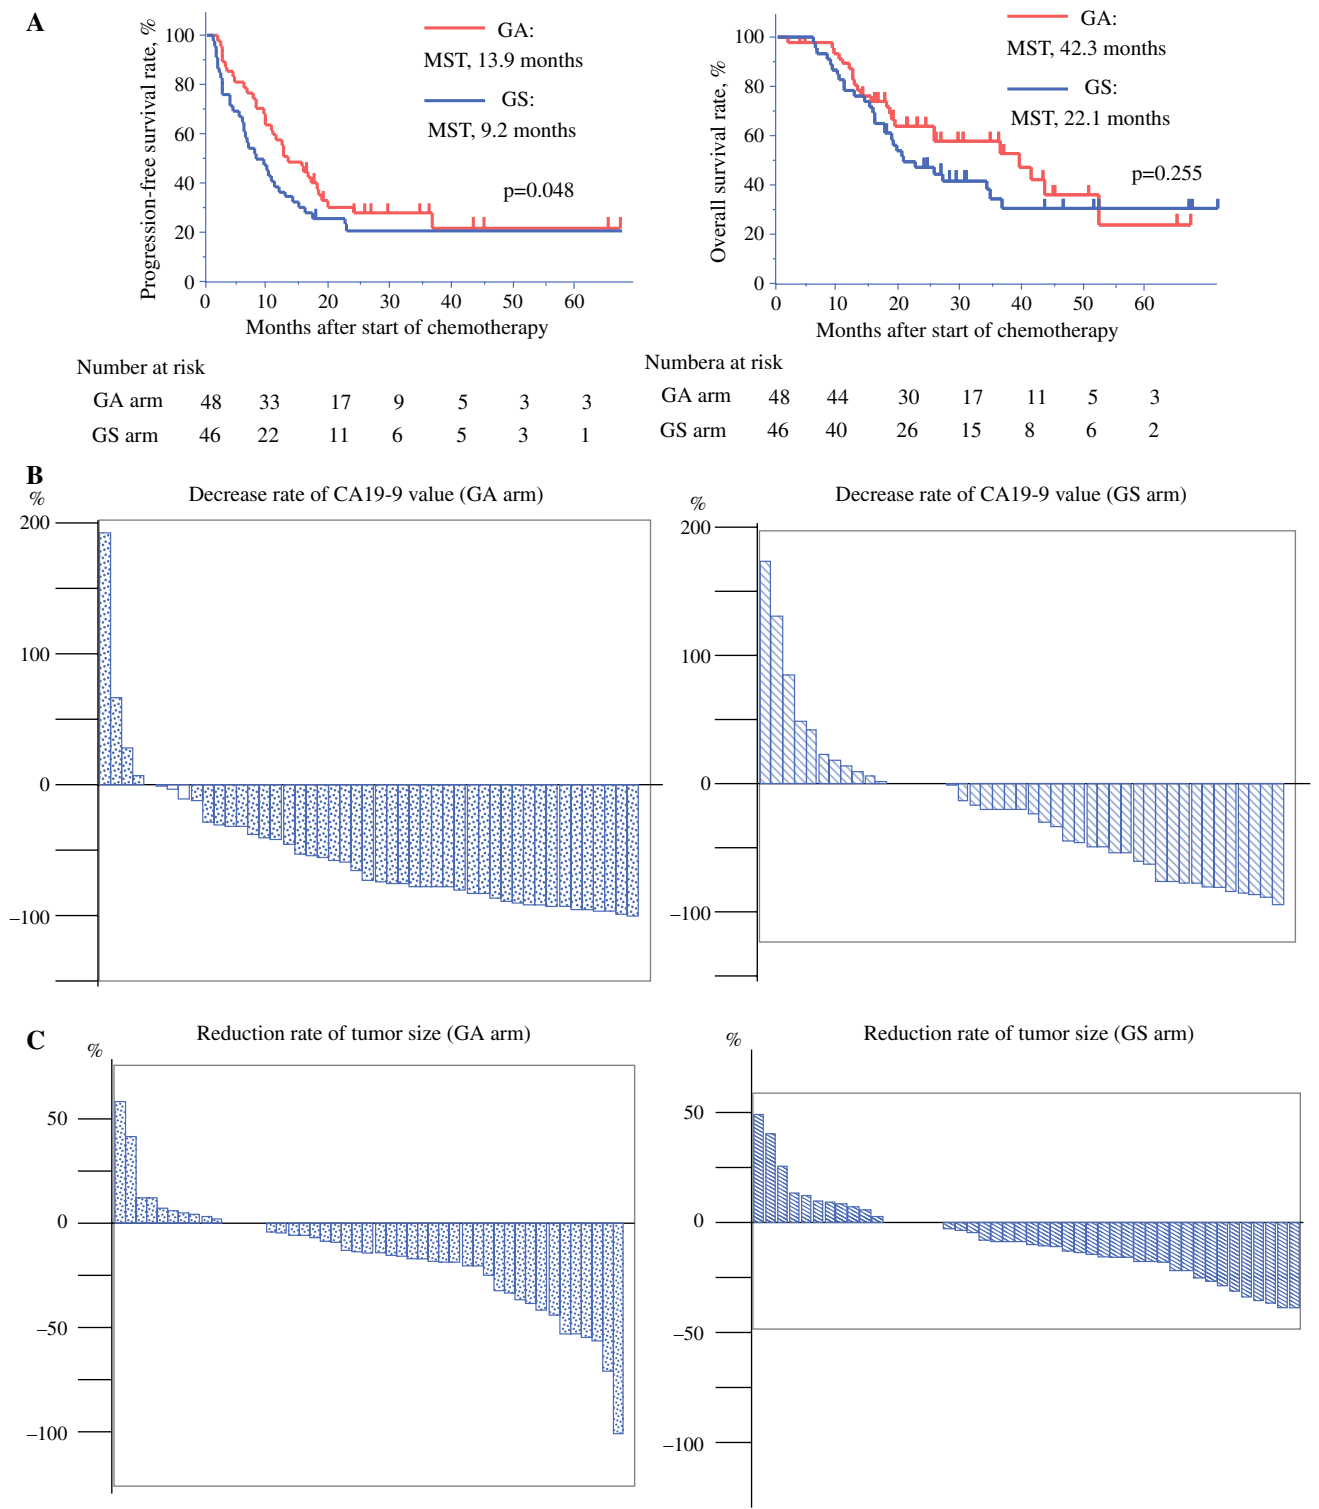 A
Progression-free survival rate, %
100
80
60
40
20
0
GA:
MST, 13.9 months
GS:
MST, 9.2 months
p=0.048
0 10 20 30 40 50 60
Months after start of chemotherapy
Number at risk
GA arm 48 33 17 9 5 3 3
GS arm 46 22 11 6 5 3 1
Overall survival rate, %
100
80
60
40
20
0
GA:
MST, 42.3 months
GS:
MST, 22.1 months
p=0.255
0 10 20 30 40 50 60
Months after start of chemotherapy
Numbera at risk
GA arm 48 44 30 17 11 5 3
GS arm 46 40 26 15 8 6 2
B
%
Decrease rate of CA19-9 value (GA arm)
200
100
0
–100
%
Decrease rate of CA19-9 value (GS arm)
200
100
0
–100
C
%
Reduction rate of tumor size (GA arm)
50
0
–50
–100
%
Reduction rate of tumor size (GS arm)
50
0
–50
–100